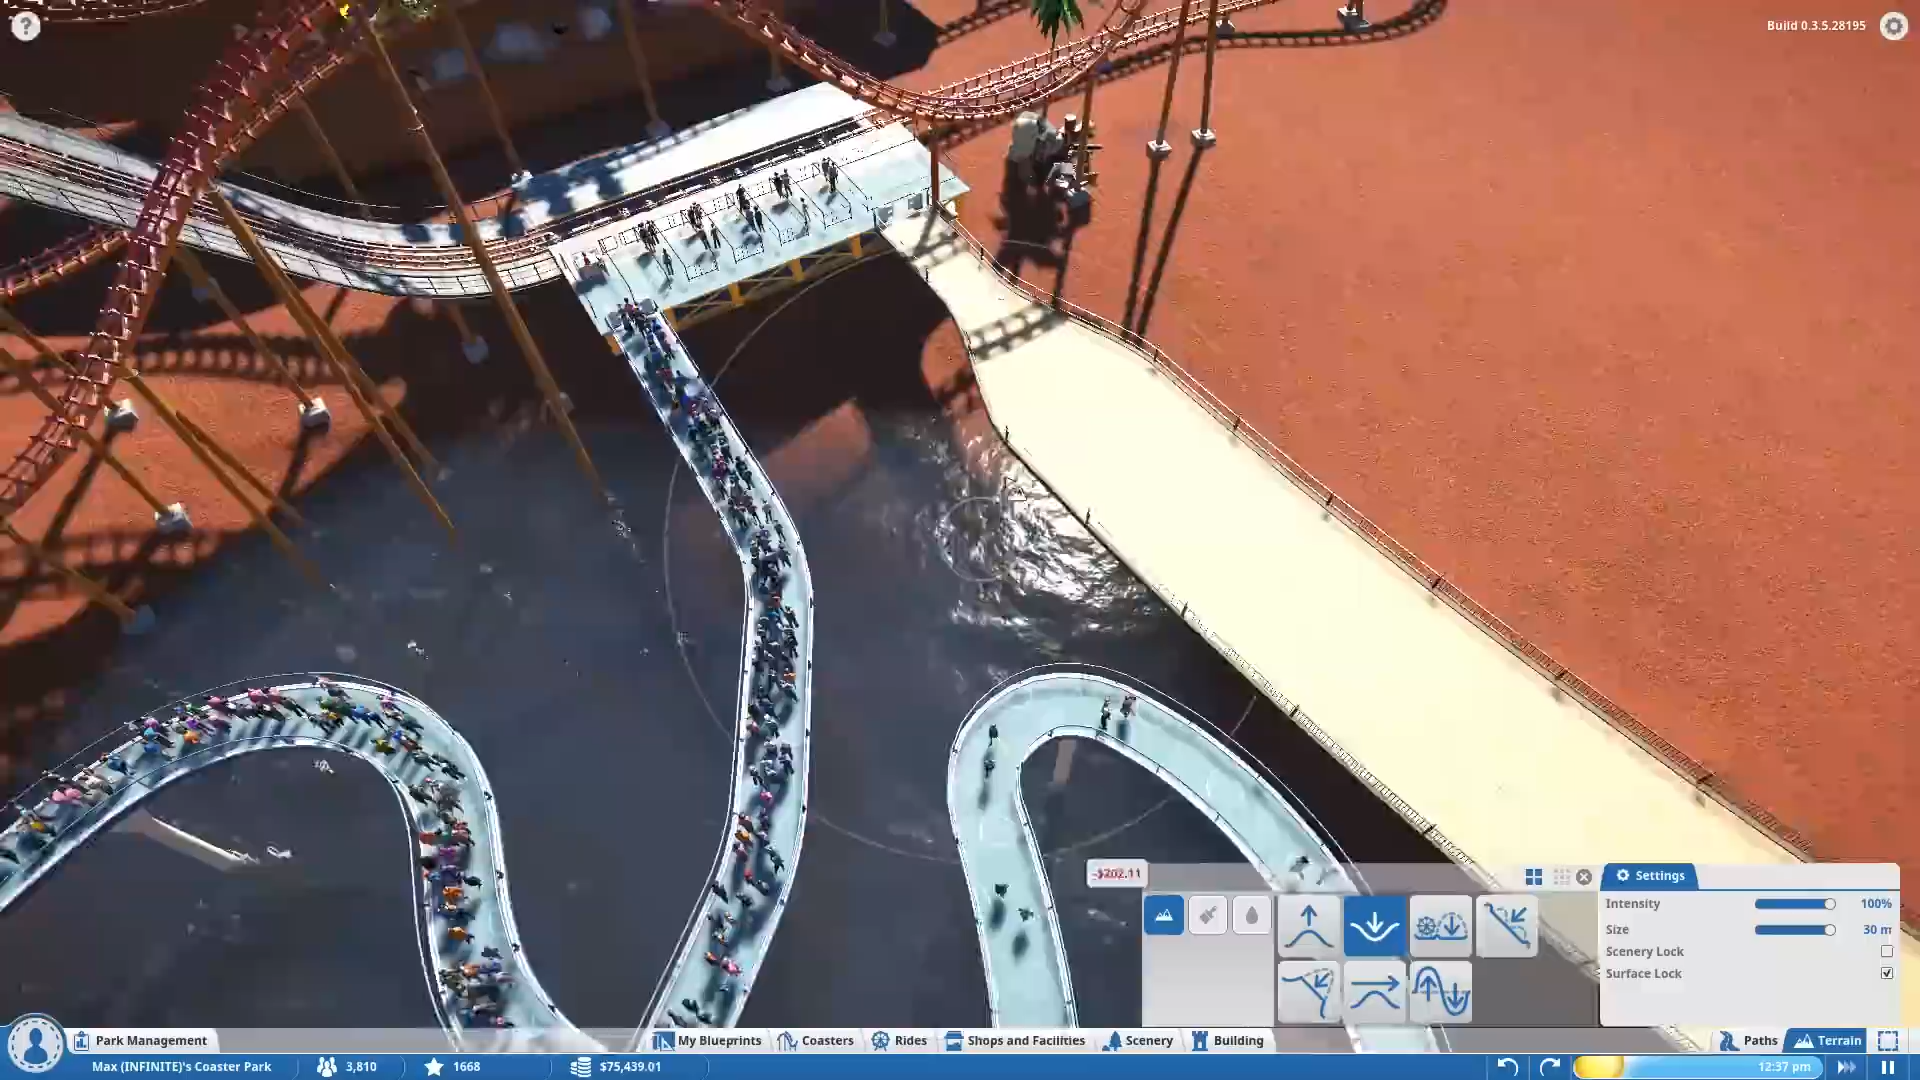 ?
Build 0.3.5.28195
-$202.11
Settings
Intensity 100%
Size 30 m
Scenery Lock
Surface Lock
Park Management
My Blueprints
Coasters
Rides
Shops and Facilities
Scenery
Building
Paths
Terrain
Max (INFINITE)'s Coaster Park
3,810
1668
$75,439.01
12:37 pm